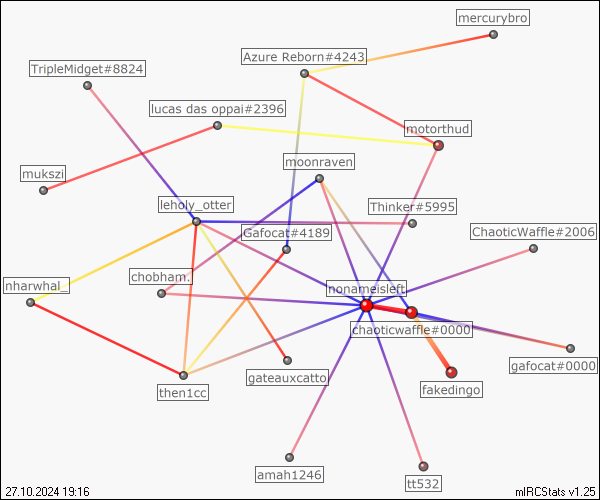 mercurybro
Azure Reborn#4243
TripleMidget#8824
lucas das oppai#2396
motorthud
moonraven
mukszi
leholy_otter
Thinker#5995
Gafocat#4189
ChaoticWaffle#2006
chobham.
nharwhal_
nonameisleft
chaoticwaffle#0000
gafocat#0000
gateauxcatto
fakedingo
then1cc
amah1246
tt532
27.10.2024 19:16
mIRCStats v1.25